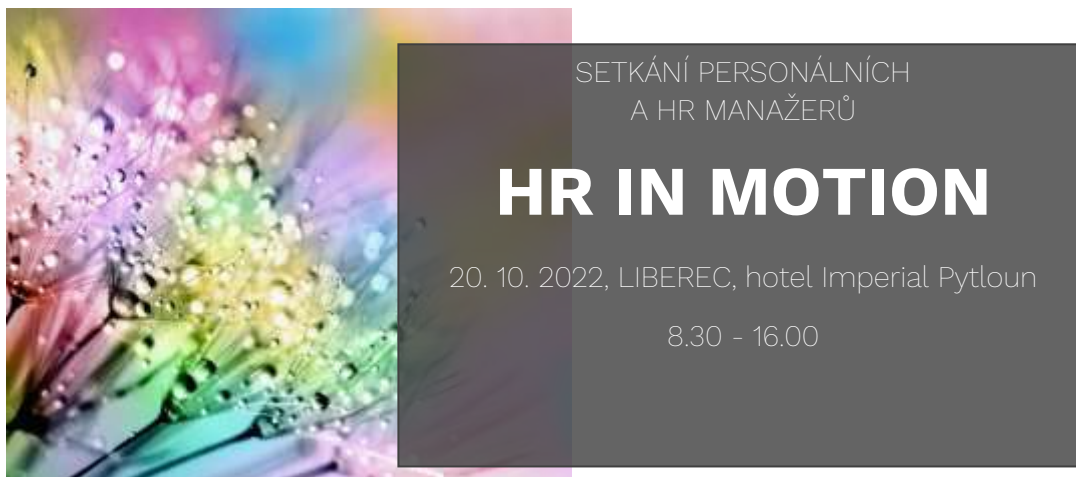 SETKÁNÍ PERSONÁLNÍCH
A HR MANAŽERŮ
HR IN MOTION
20. 10. 2022, LIBEREC, hotel Imperial Pytloun
8.30 - 16.00